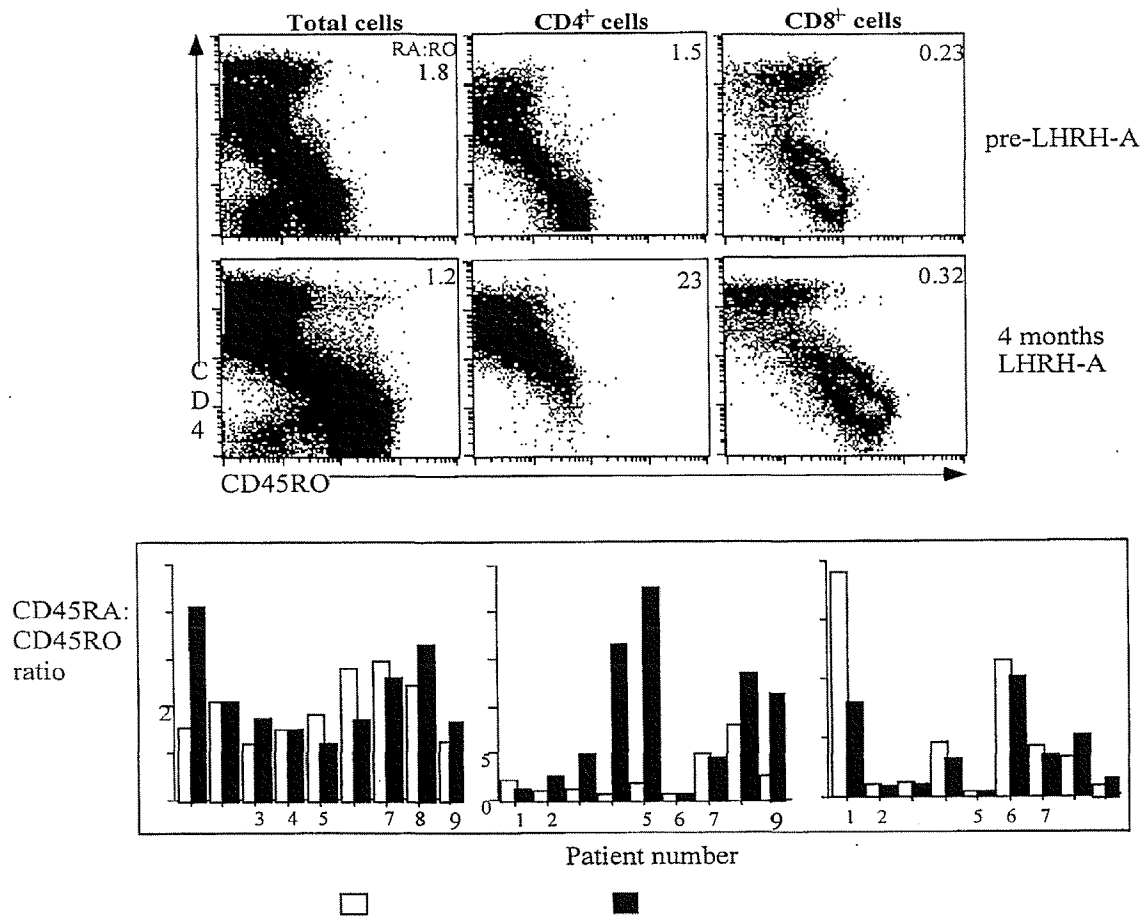 Total cells
CD4+ cells
CD8+ cells
RA:RO
1.8
1.5
0.23
pre-LHRH-A
1.2
23
0.32
4 months
LHRH-A
CD4
CD45RO
CD45RA:
CD45RO
ratio
2
5
0
3 4 5 7 8 9
1 2 5 6 7 9
1 2 5 6 7
Patient number